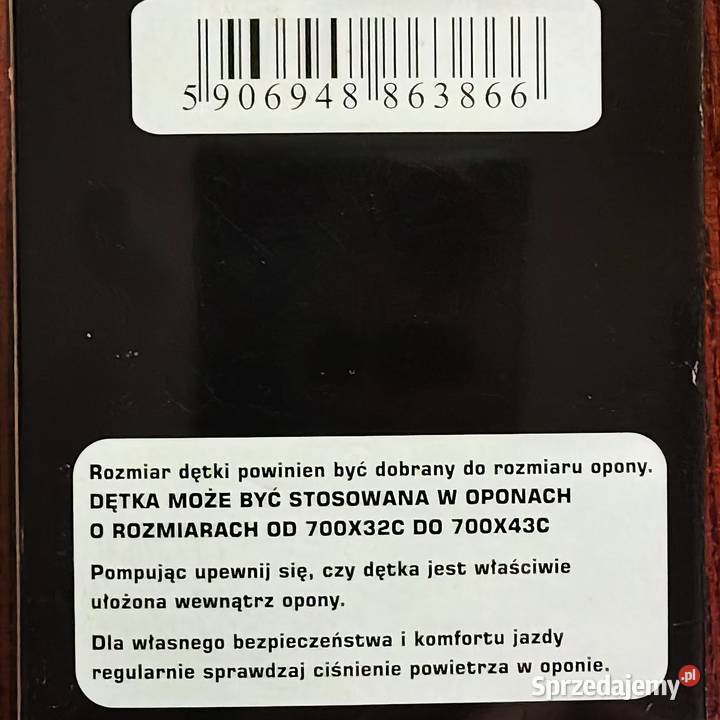 5 906948 863866
Rozmiar dętki powinien być dobrany do rozmiaru opony.
DĘTKA MOŻE BYĆ STOSOWANA W OPONACH
O ROZMIARACH OD 700X32C DO 700X43C
Pompując upewnij się, czy dętka jest właściwie
ułożona wewnątrz opony.
Dla własnego bezpieczeństwa i komfortu jazdy
regularnie sprawdzaj ciśnienie powietrza w oponie.
Sprzedajemy.pl